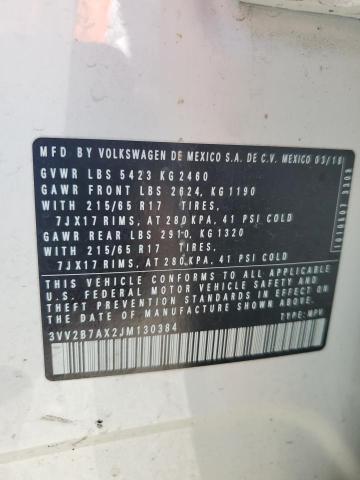 MFD. BY VOLKSWAGEN DE MEXICO S.A. DE C.V. MEXICO 03/18
GVWR LBS 5423 KG 2460
GAWR FRONT LBS 2624, KG 1190
WITH 215/65 R17 TIRES,
7JX17 RIMS, AT 280 KPA, 41 PSI COLD
GAWR REAR LBS 2910, KG 1320
WITH 215/65 R17 TIRES,
7JX17 RIMS, AT 280 KPA, 41 PSI COLD
THIS VEHICLE CONFORMS TO ALL APPLICABLE
U.S. FEDERAL MOTOR VEHICLE SAFETY AND
THEFT PREVENTION STANDARDS IN EFFECT ON
THE DATE OF MANUFACTURE SHOWN ABOVE.
3VV2B7AX2JM130384
TYPE: MPV